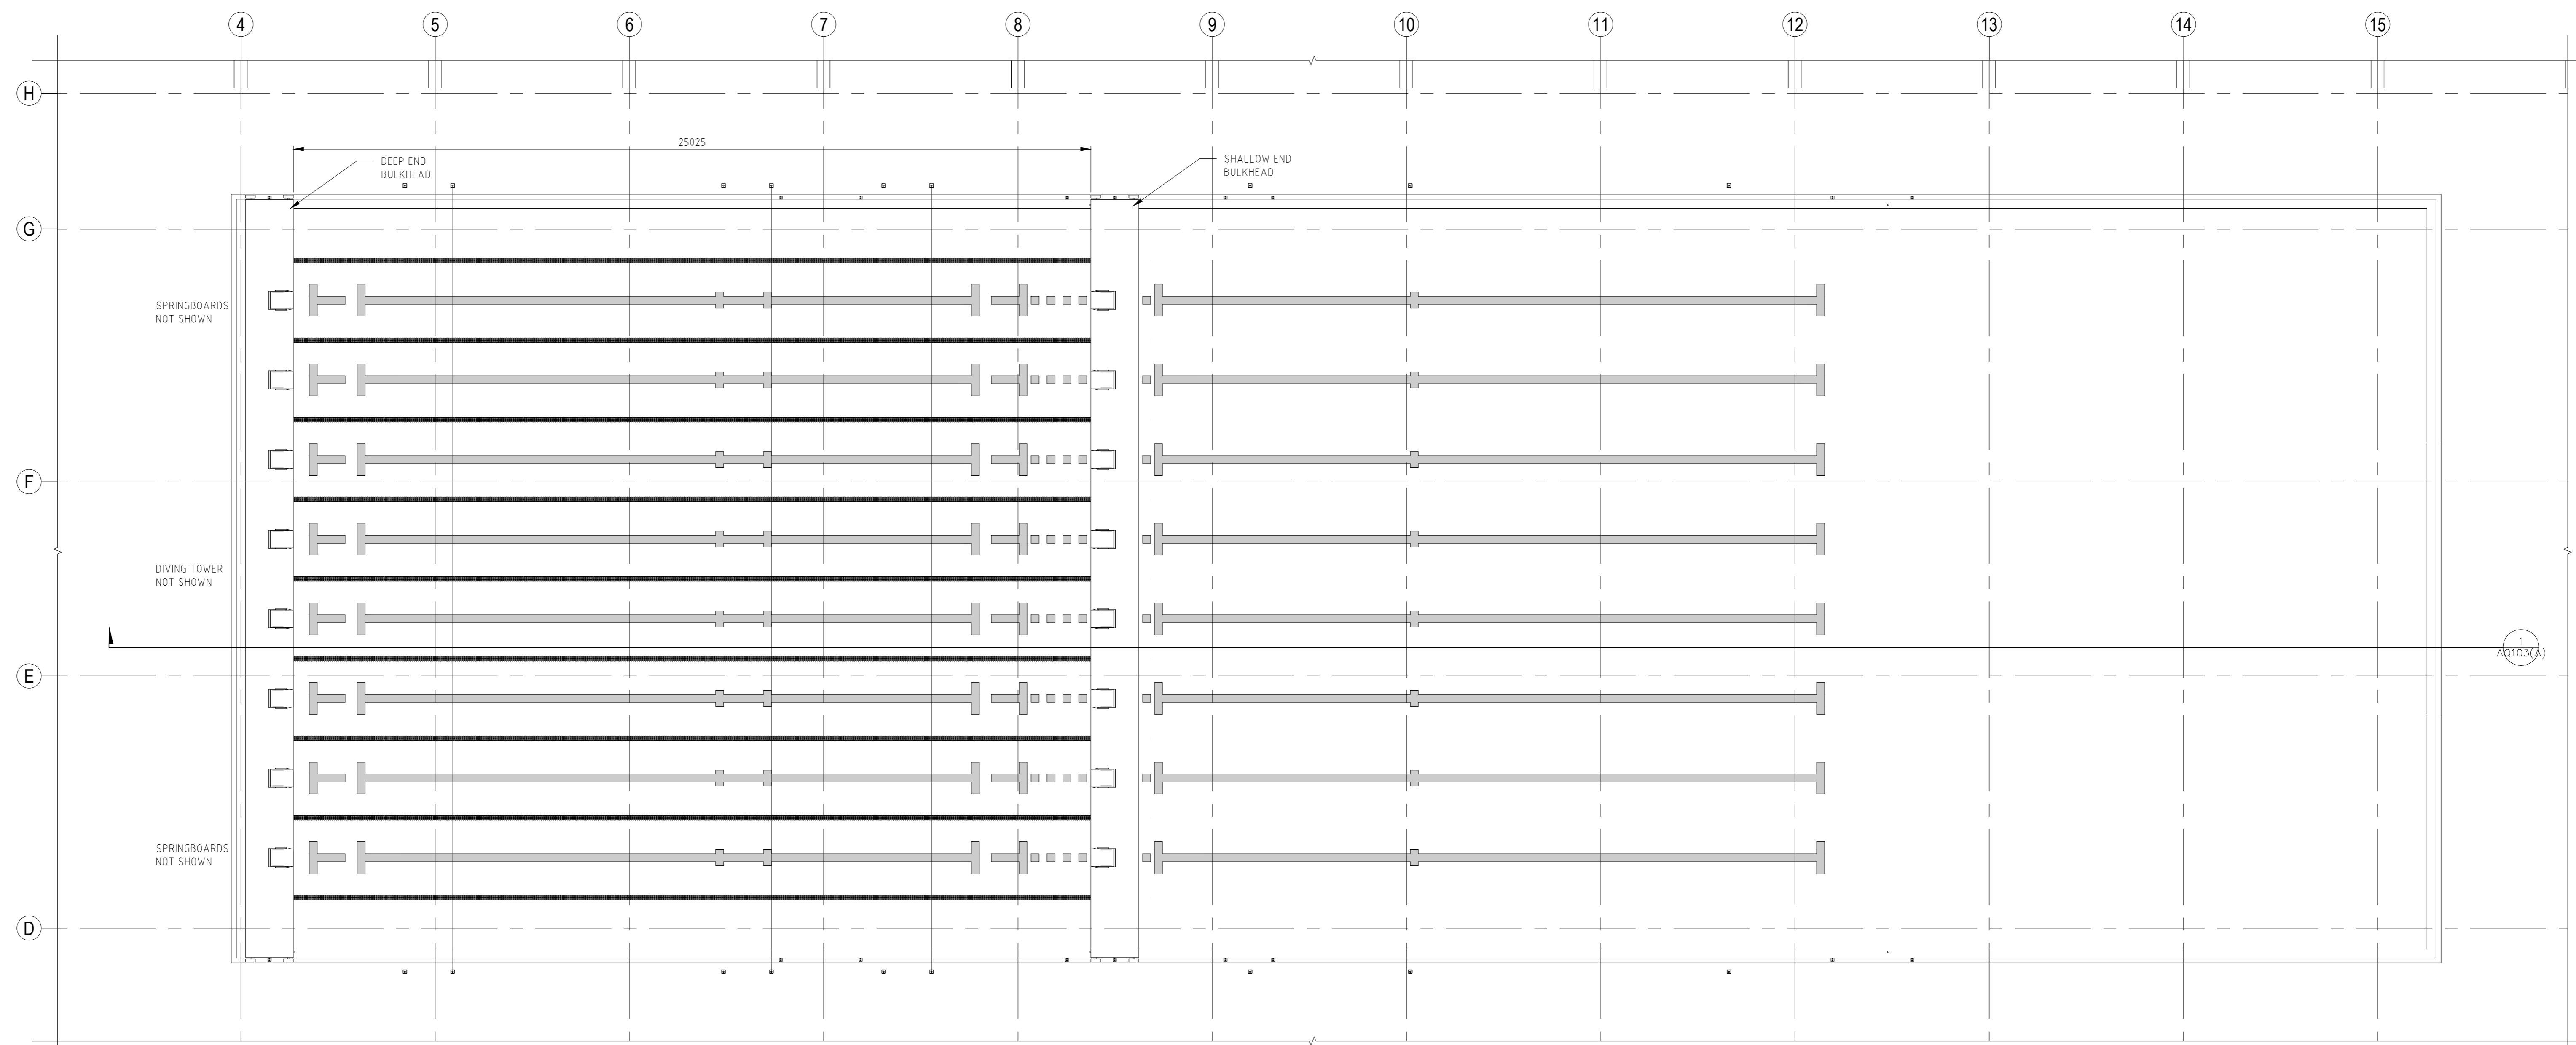 4 5 6 7 8 9 10 11 12 13 14 15
H
25025
DEEP END
BULKHEAD
SHALLOW END
BULKHEAD
G
SPRINGBOARDS
NOT SHOWN
F
DIVING TOWER
NOT SHOWN
1
AQ103(A)
E
SPRINGBOARDS
NOT SHOWN
D